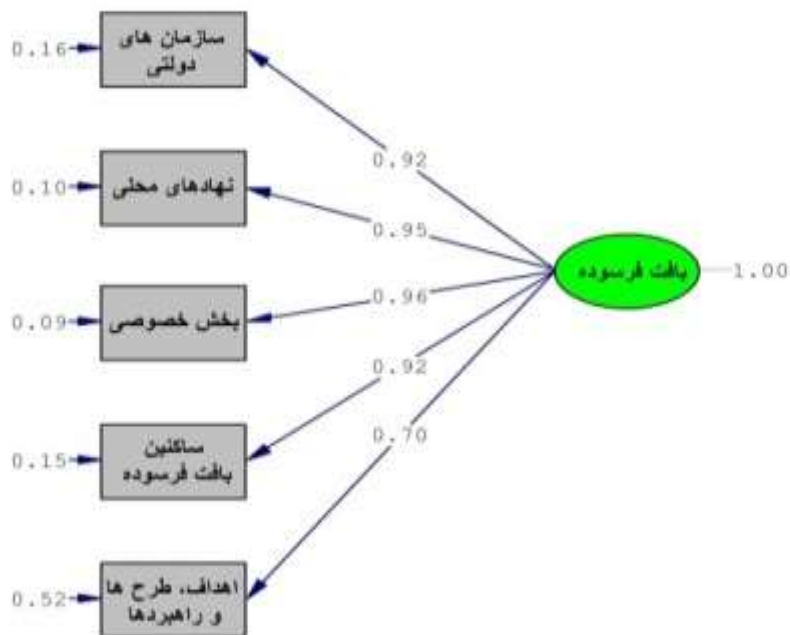 0.16
سازمان های
دولتی
0.92
0.10
نهادهای محلی
0.95
بافت فرسوده
1.00
0.09
بخش خصوصی
0.96
0.92
0.15
ساکنین
بافت فرسوده
0.70
0.52
اهداف، طرح ها
و راهبردها